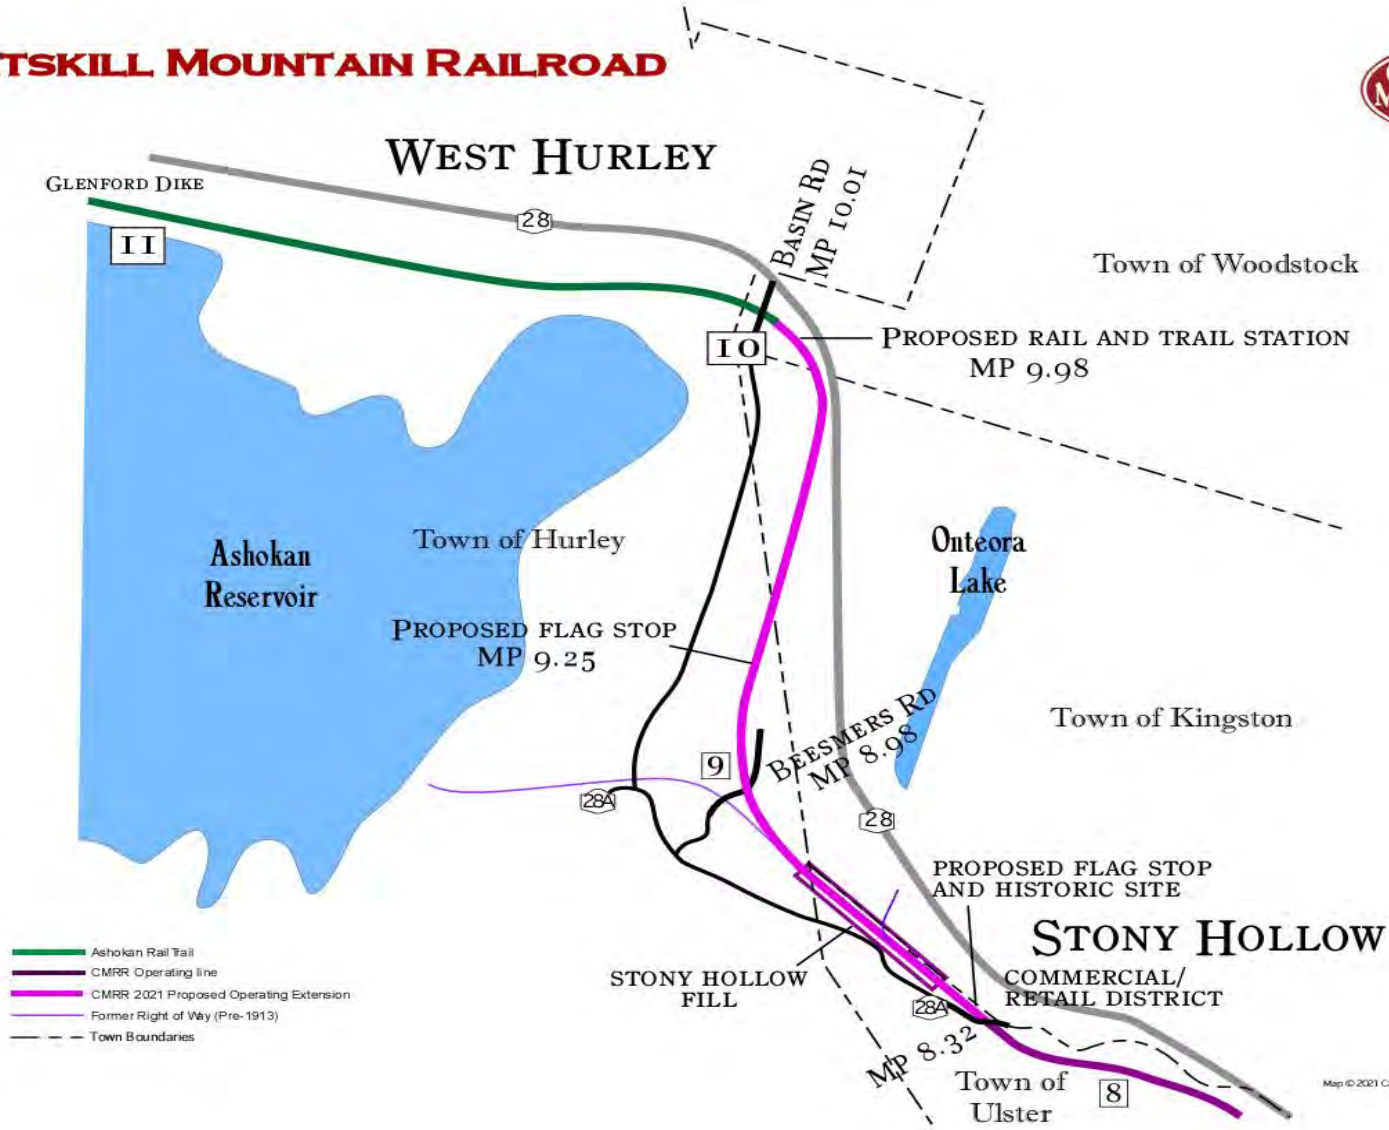 TSKILL MOUNTAIN RAILROAD
WEST HURLEY
GLENFORD DIKE
28
11
BASIN RD
MP 10.01
Town of Woodstock
PROPOSED RAIL AND TRAIL STATION
MP 9.98
10
Town of Hurley
Ashokan
Reservoir
Onteora
Lake
PROPOSED FLAG STOP
MP 9.25
Town of Kingston
BEESMERS RD
MP 8.98
9
28A
28
PROPOSED FLAG STOP
AND HISTORIC SITE
STONY HOLLOW
STONY HOLLOW
FILL
COMMERCIAL/
RETAIL DISTRICT
28A
MP 8.32
Town of
Ulster
8
Ashokan Rail Trail
CMRR Operating line
CMRR 2021 Proposed Operating Extension
Former Right of Way (Pre-1913)
Town Boundaries
Map © 2021 C